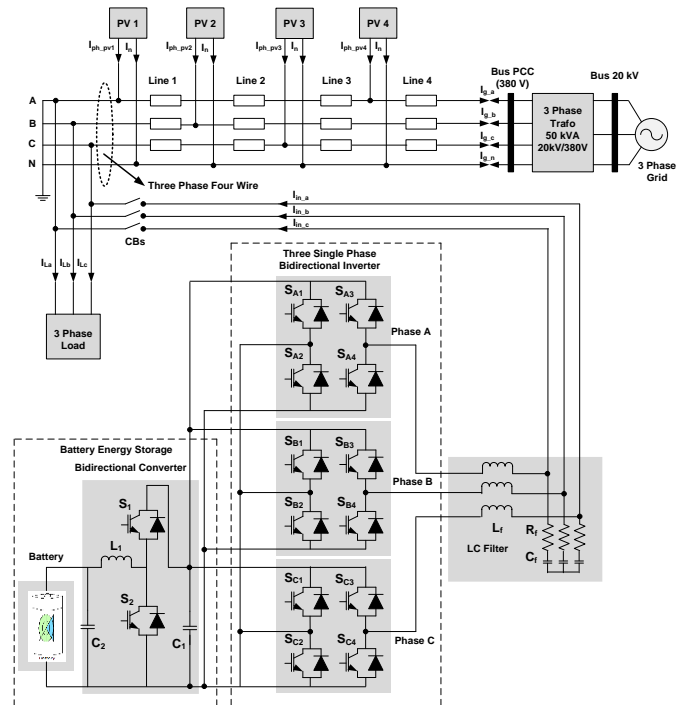 PV 1
PV 2
PV 3
PV 4
Iph_pv1
In
Iph_pv2
In
Iph_pv3
In
Iph_pv4
In
Line 1
Line 2
Line 3
Line 4
Bus PCC
(380 V)
Bus 20 kV
A
B
C
N
Ig_a
Ig_b
Ig_c
Ig_n
3 Phase
Trafo
50 kVA
20kV/380V
3 Phase
Grid
Three Phase Four Wire
Iin_a
Iin_b
Iin_c
CBs
ILa
ILb
ILc
3 Phase
Load
Three Single Phase
Bidirectional Inverter
SA1
SA3
Phase A
SA2
SA4
SB1
SB3
Phase B
SB2
SB4
SC1
SC3
Phase C
SC2
SC4
Lf
Rf
Cf
LC Filter
Battery Energy Storage
Bidirectional Converter
S1
L1
S2
Battery
C2
C1